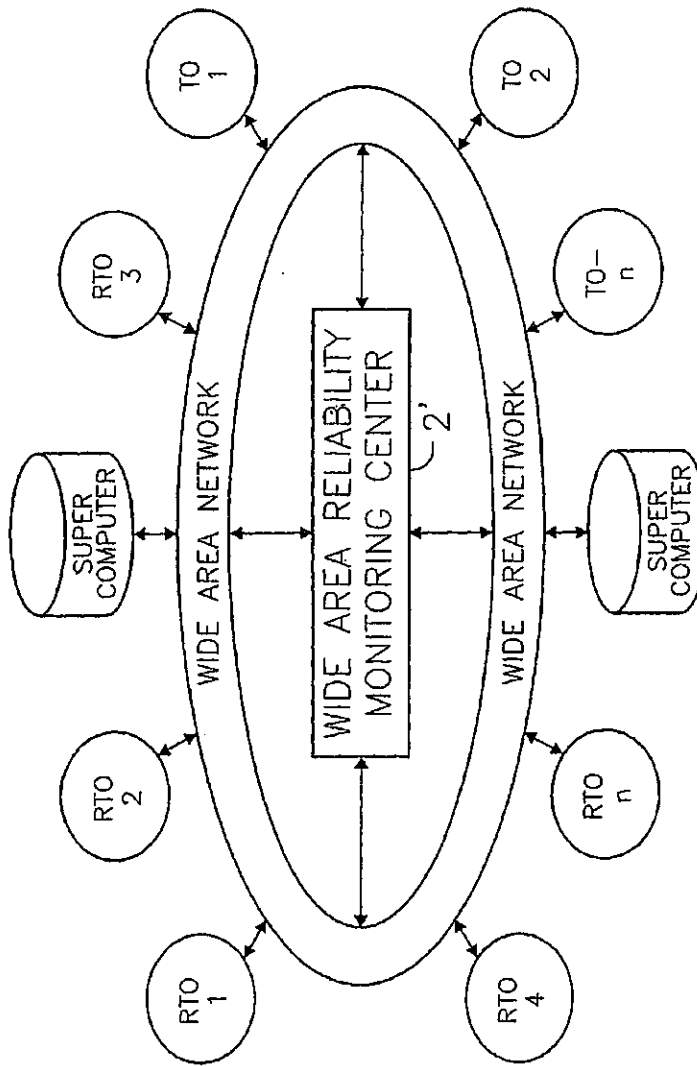 RTO
1
RTO
2
SUPER
COMPUTER
RTO
3
TO
1
WIDE AREA NETWORK
WIDE AREA RELIABILITY
MONITORING CENTER
2'
WIDE AREA NETWORK
RTO
4
RTO
n
SUPER
COMPUTER
TO-
n
TO
2